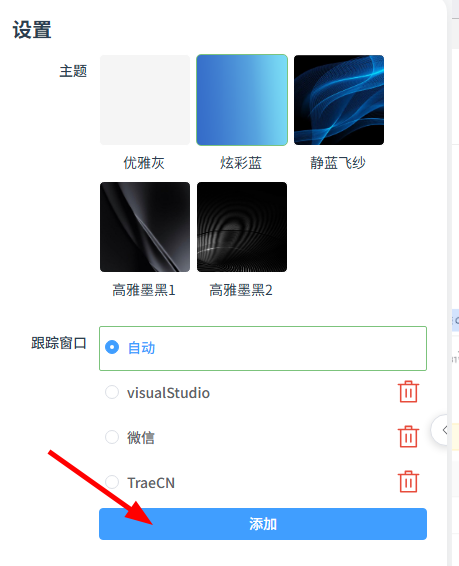 设置
主题
优雅灰
炫彩蓝
静蓝飞纱
高雅墨黑1
高雅墨黑2
跟踪窗口
自动
visualStudio
微信
TraeCN
添加